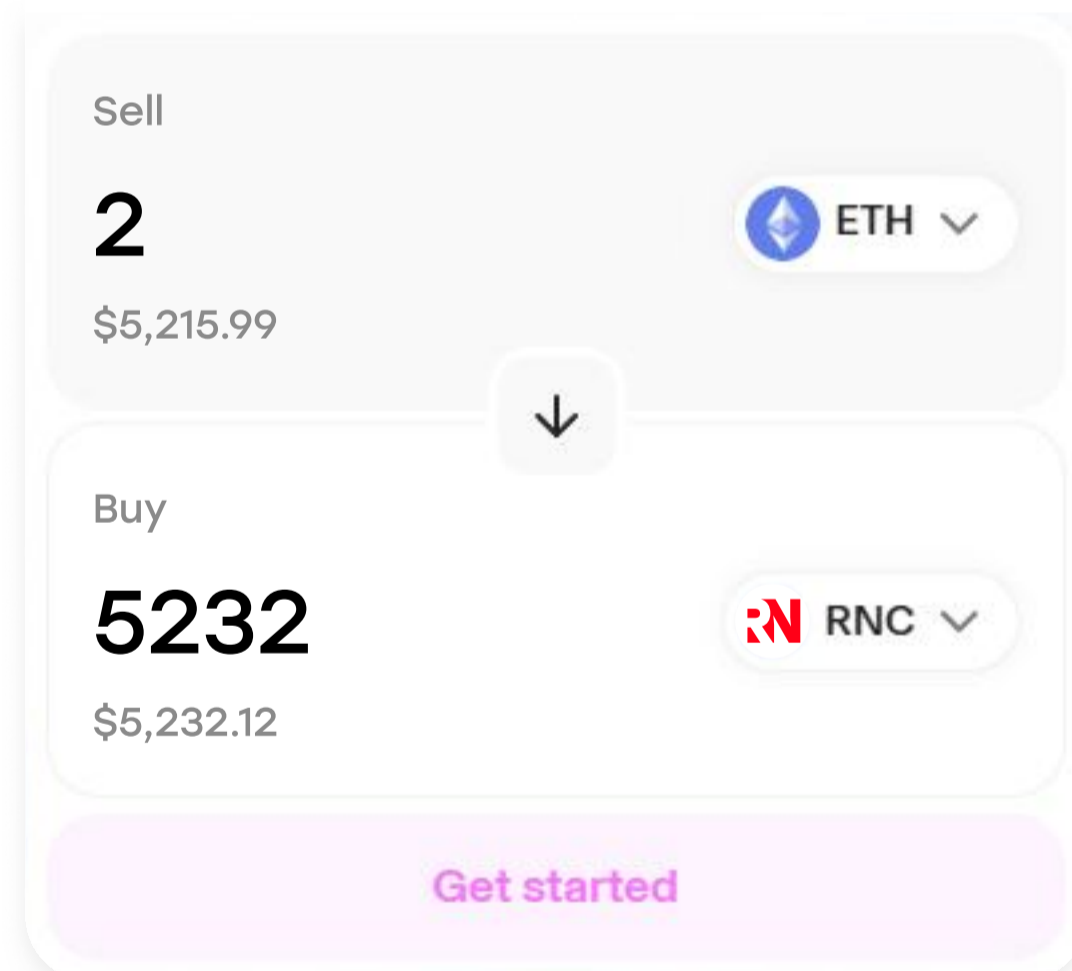 Sell
2
ETH
$5,215.99
Buy
5232
RN RNC
$5,232.12
Get started